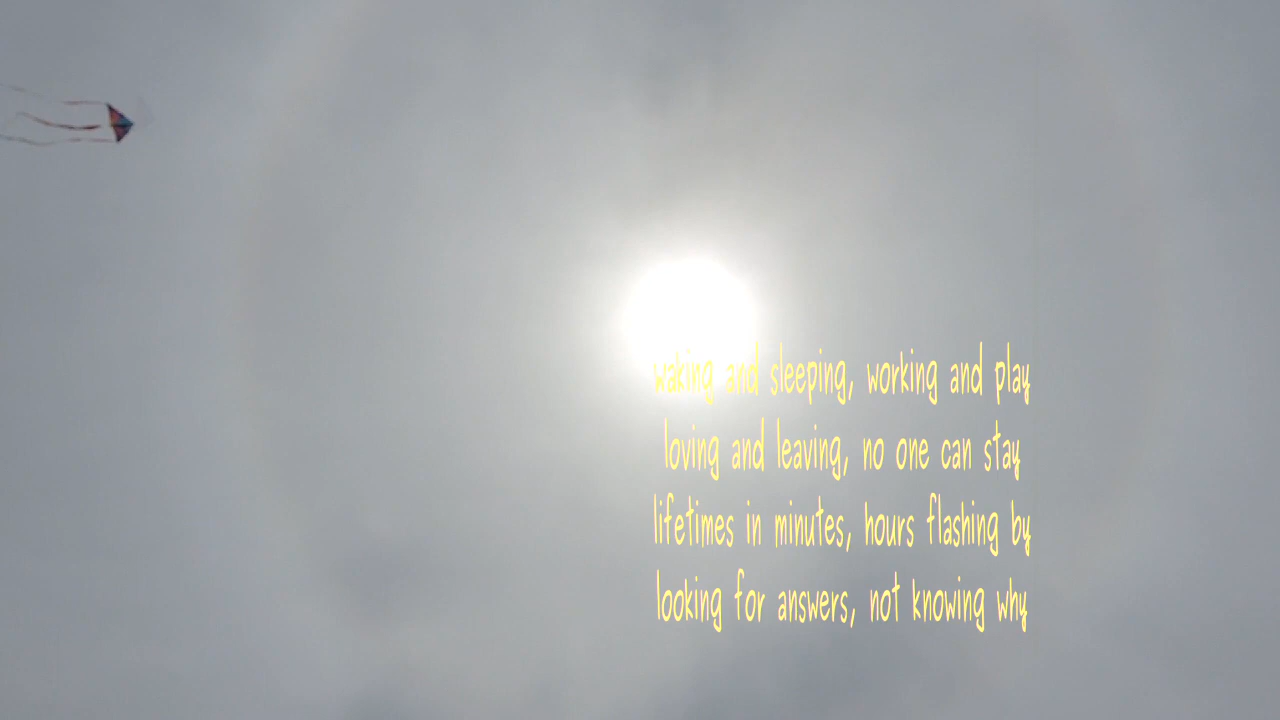 waking and sleeping, working and play
loving and leaving, no one can stay
lifetimes in minutes, hours flashing by
looking for answers, not knowing why